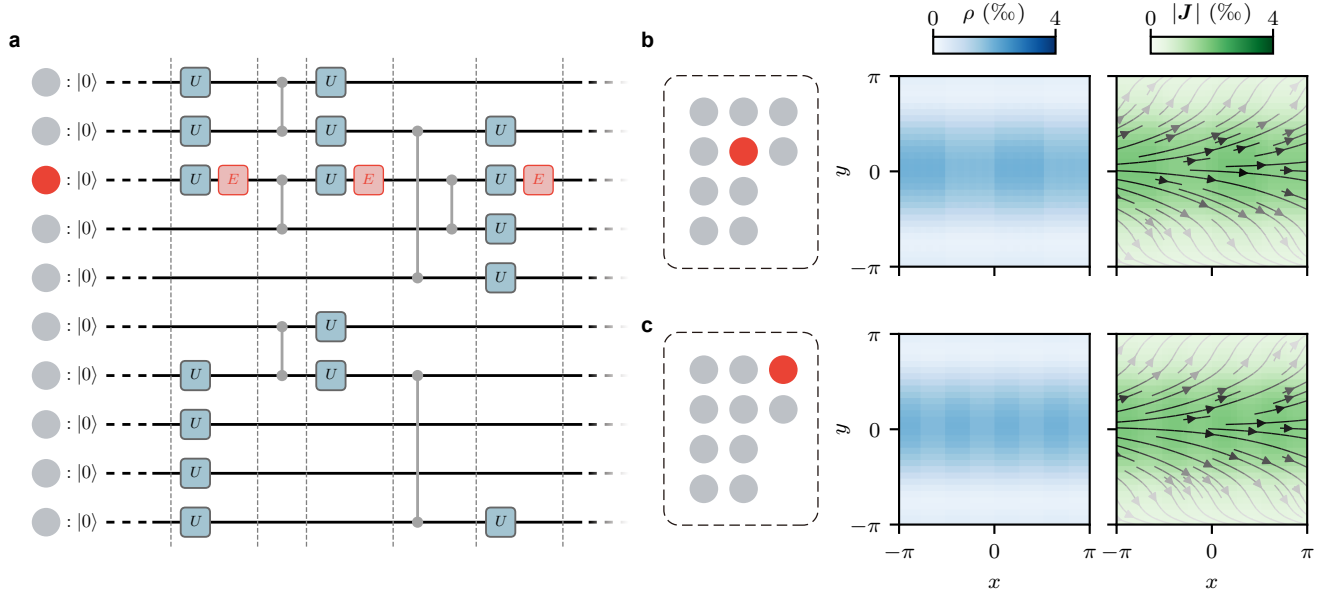 a
: |0⟩ U U
: |0⟩ U U U
: |0⟩ U E U E U E
: |0⟩ U
: |0⟩ U
: |0⟩ U
: |0⟩ U U
: |0⟩ U
: |0⟩ U
: |0⟩ U U
b
0 ρ (‰) 4
0 |J| (‰) 4
π
y 0
−π
c
π
y 0
−π
−π 0 π
x
−π 0 π
x